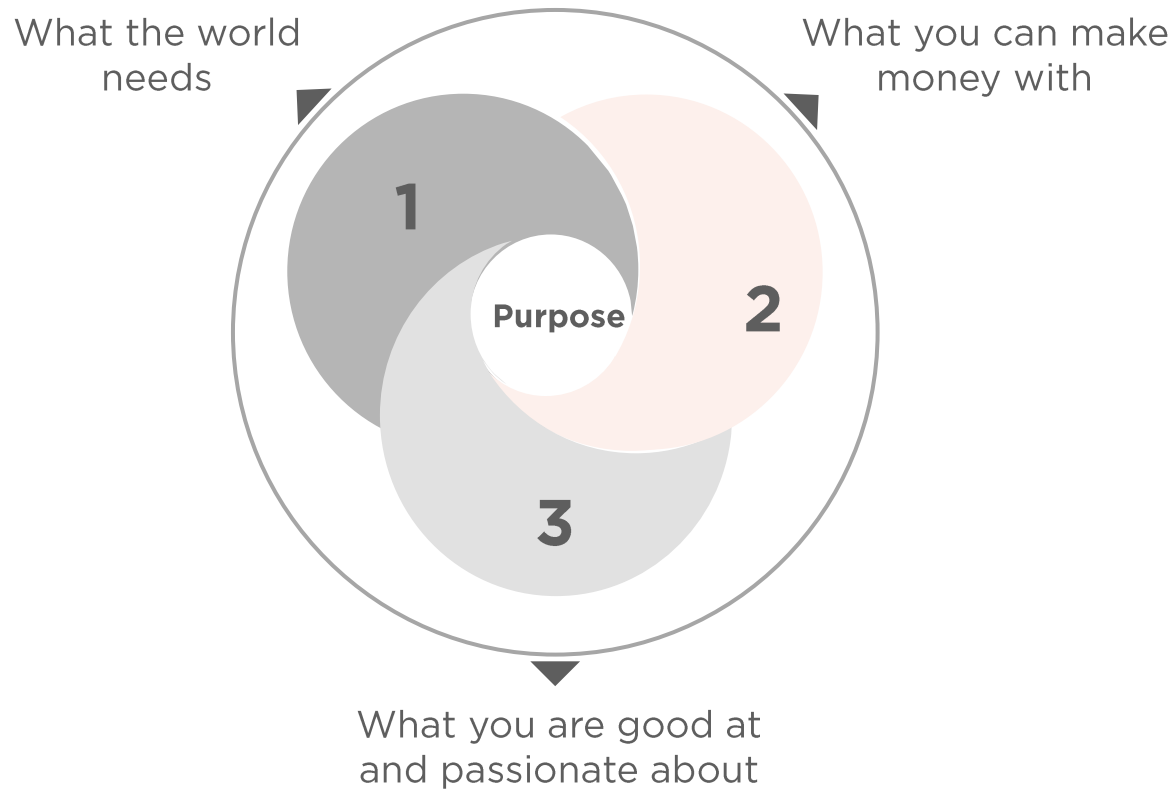 What the world
needs
What you can make
money with
1
2
Purpose
3
What you are good at
and passionate about